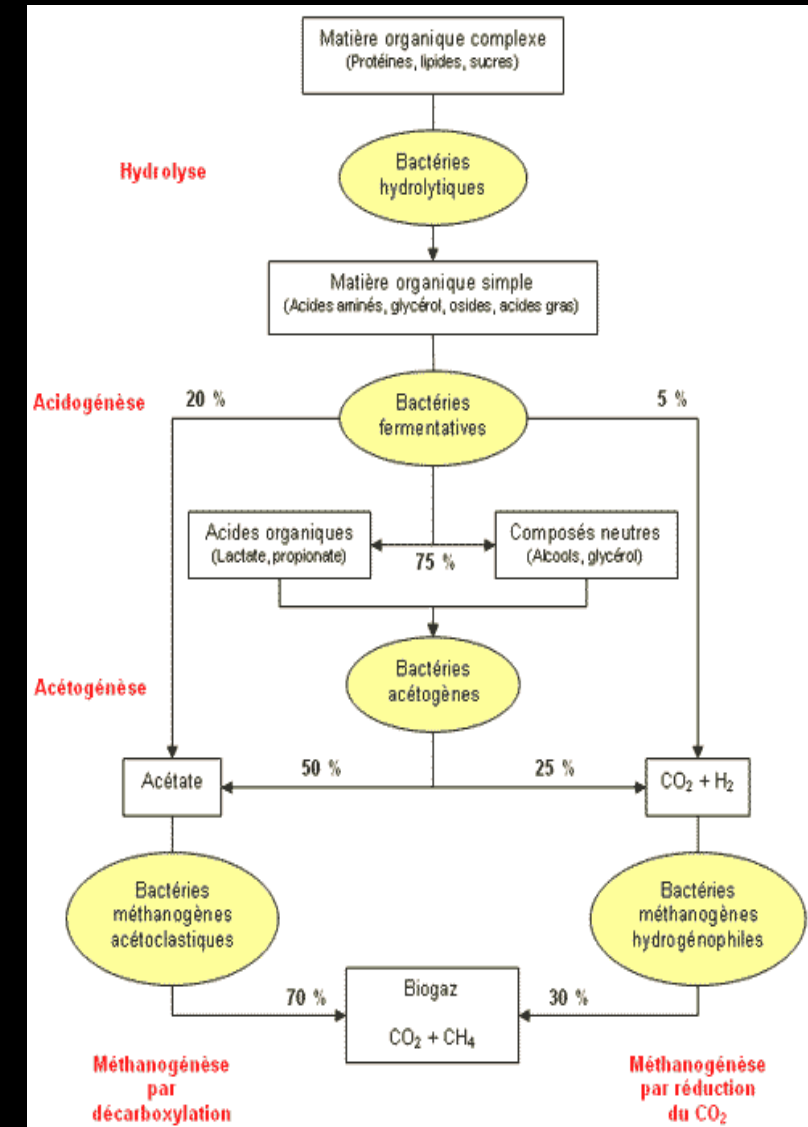 Matière organique complexe
(Protéines, lipides, sucres)
Hydrolyse
Bactéries
hydrolytiques
Matière organique simple
(Acides aminés, glycérol, osides, acides gras)
Acidogénèse
20 %
Bactéries
fermentatives
5 %
Acides organiques
(Lactate, propionate)
75 %
Composés neutres
(Alcools, glycérol)
Acétogénèse
Bactéries
acétogènes
Acétate
50 %
25 %
CO₂ + H₂
Bactéries
méthanogènes
acétoclastiques
Bactéries
méthanogènes
hydrogénophiles
70 %
Biogaz
CO₂ + CH₄
30 %
Méthanogénèse
par
décarboxylation
Méthanogénèse
par réduction
du CO₂